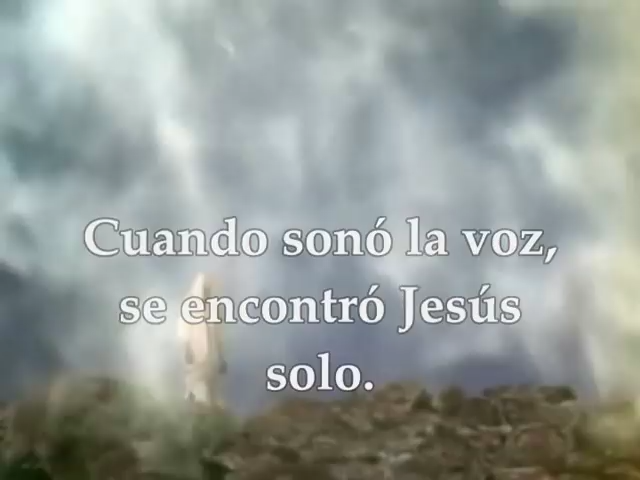 Cuando sonó la voz,
se encontró Jesús
solo.